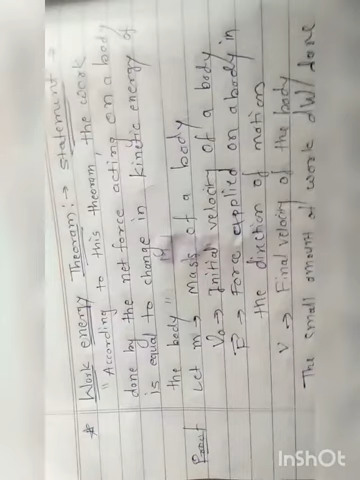 * Work energy Theoram :→ Statement →
"According to this theoram, the work
done by the net force acting on a body
is equal to change in kinetic energy of
the body"
Proof Let m → Mass of a body
V₀ → Initial velocity of a body
F → Force applied on a body in
the dirction of motion
V → Final velocity of the body
The small amount of work dW done
InShOt